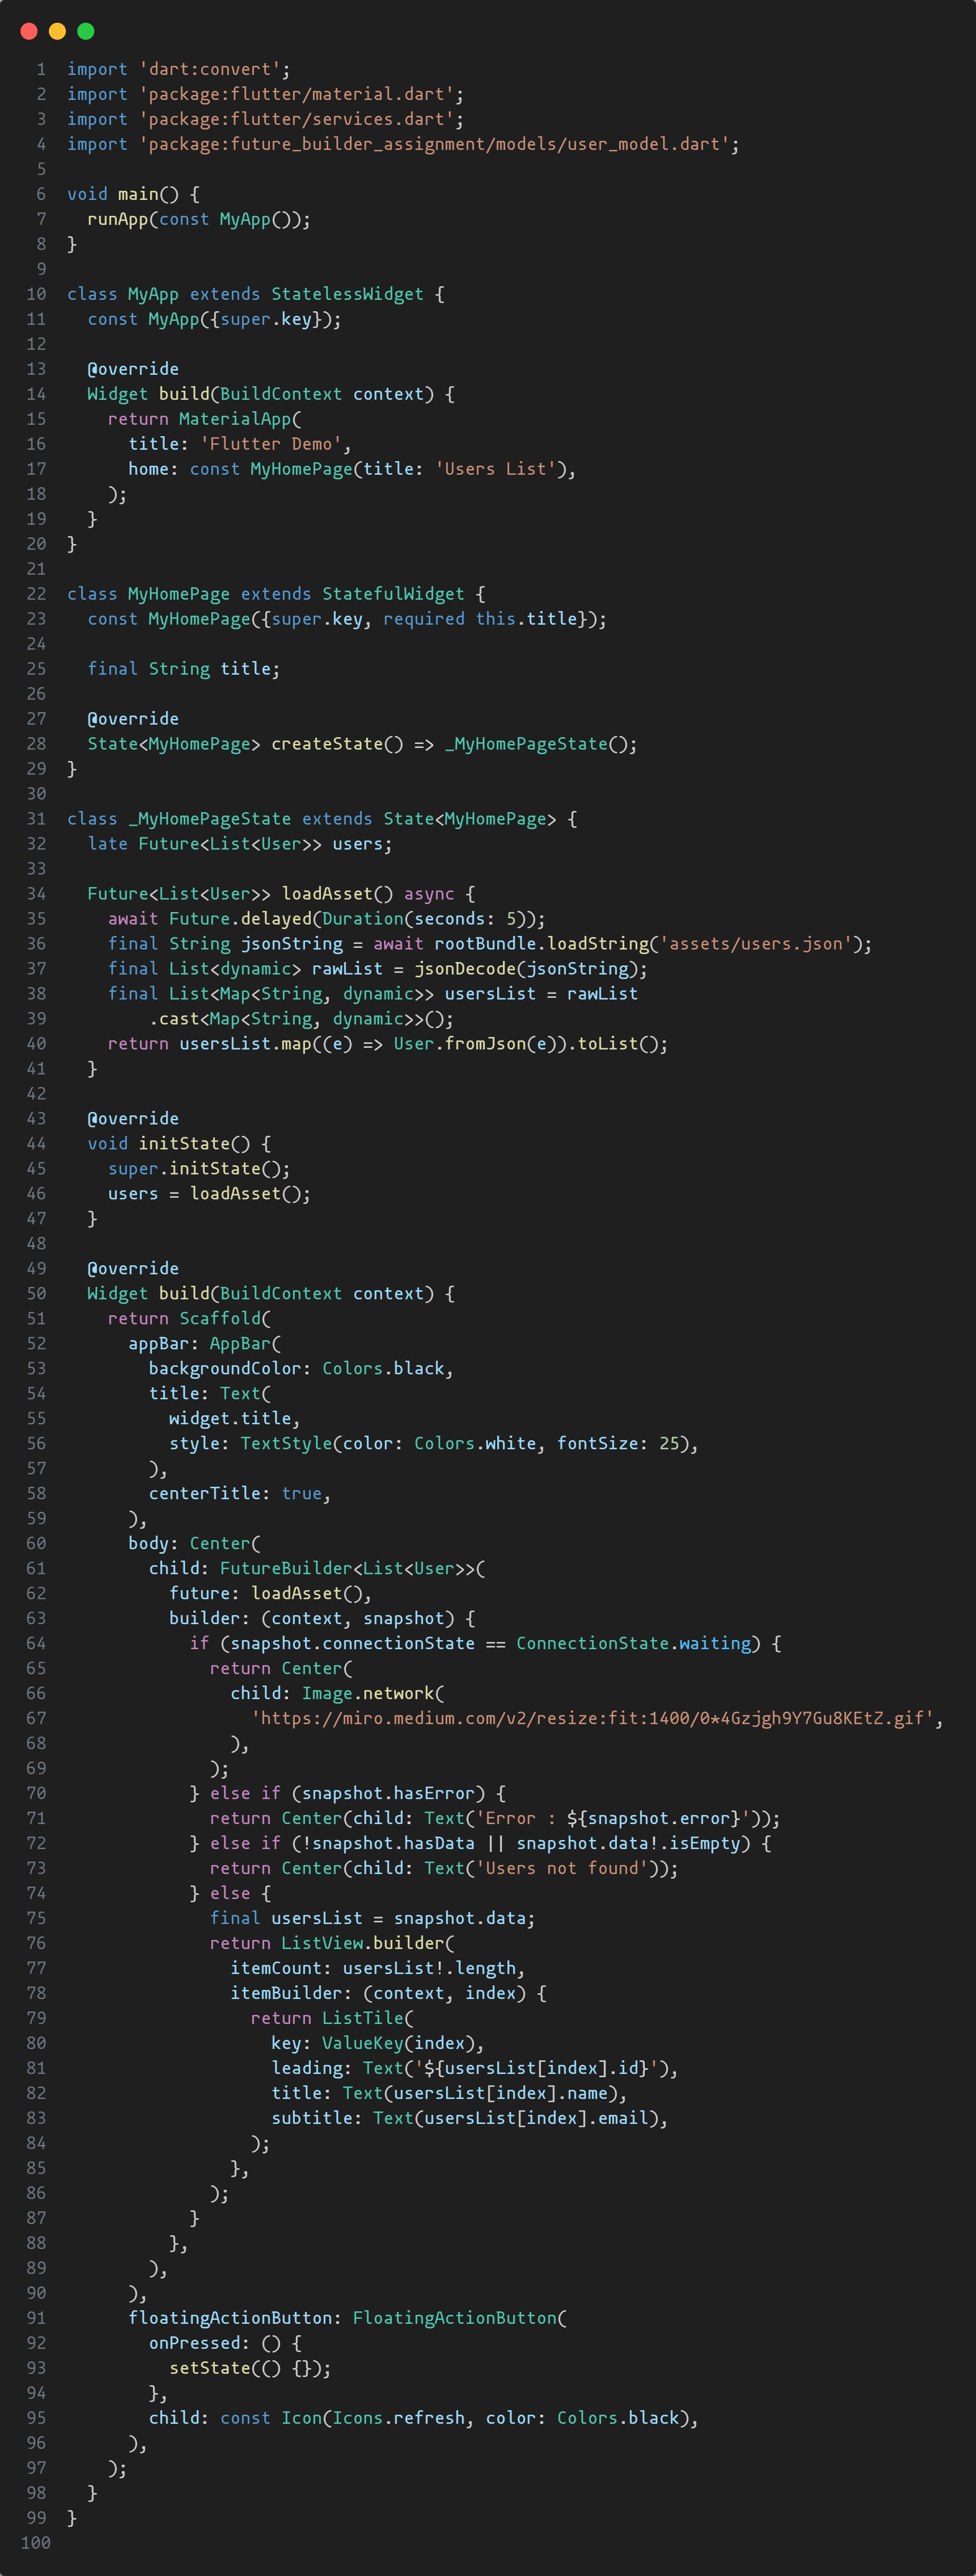 1 import 'dart:convert';
2 import 'package:flutter/material.dart';
3 import 'package:flutter/services.dart';
4 import 'package:future_builder_assignment/models/user_model.dart';
5
6 void main() {
7   runApp(const MyApp());
8 }
9
10 class MyApp extends StatelessWidget {
11   const MyApp({super.key});
12
13   @override
14   Widget build(BuildContext context) {
15     return MaterialApp(
16       title: 'Flutter Demo',
17       home: const MyHomePage(title: 'Users List'),
18     );
19   }
20 }
21
22 class MyHomePage extends StatefulWidget {
23   const MyHomePage({super.key, required this.title});
24
25   final String title;
26
27   @override
28   State<MyHomePage> createState() => _MyHomePageState();
29 }
30
31 class _MyHomePageState extends State<MyHomePage> {
32   late Future<List<User>> users;
33
34   Future<List<User>> loadAsset() async {
35     await Future.delayed(Duration(seconds: 5));
36     final String jsonString = await rootBundle.loadString('assets/users.json');
37     final List<dynamic> rawList = jsonDecode(jsonString);
38     final List<Map<String, dynamic>> usersList = rawList
39         .cast<Map<String, dynamic>>();
40     return usersList.map((e) => User.fromJson(e)).toList();
41   }
42
43   @override
44   void initState() {
45     super.initState();
46     users = loadAsset();
47   }
48
49   @override
50   Widget build(BuildContext context) {
51     return Scaffold(
52       appBar: AppBar(
53         backgroundColor: Colors.black,
54         title: Text(
55           widget.title,
56           style: TextStyle(color: Colors.white, fontSize: 25),
57         ),
58         centerTitle: true,
59       ),
60       body: Center(
61         child: FutureBuilder<List<User>>(
62           future: loadAsset(),
63           builder: (context, snapshot) {
64             if (snapshot.connectionState == ConnectionState.waiting) {
65               return Center(
66                 child: Image.network(
67                   'https://miro.medium.com/v2/resize:fit:1400/0*4Gzjgh9Y7Gu8KEtZ.gif',
68                 ),
69               );
70             } else if (snapshot.hasError) {
71               return Center(child: Text('Error : ${snapshot.error}'));
72             } else if (!snapshot.hasData || snapshot.data!.isEmpty) {
73               return Center(child: Text('Users not found'));
74             } else {
75               final usersList = snapshot.data;
76               return ListView.builder(
77                 itemCount: usersList!.length,
78                 itemBuilder: (context, index) {
79                   return ListTile(
80                     key: ValueKey(index),
81                     leading: Text('${usersList[index].id}'),
82                     title: Text(usersList[index].name),
83                     subtitle: Text(usersList[index].email),
84                   );
85                 },
86               );
87             }
88           },
89         ),
90       ),
91       floatingActionButton: FloatingActionButton(
92         onPressed: () {
93           setState(() {});
94         },
95         child: const Icon(Icons.refresh, color: Colors.black),
96       ),
97     );
98   }
99 }
100